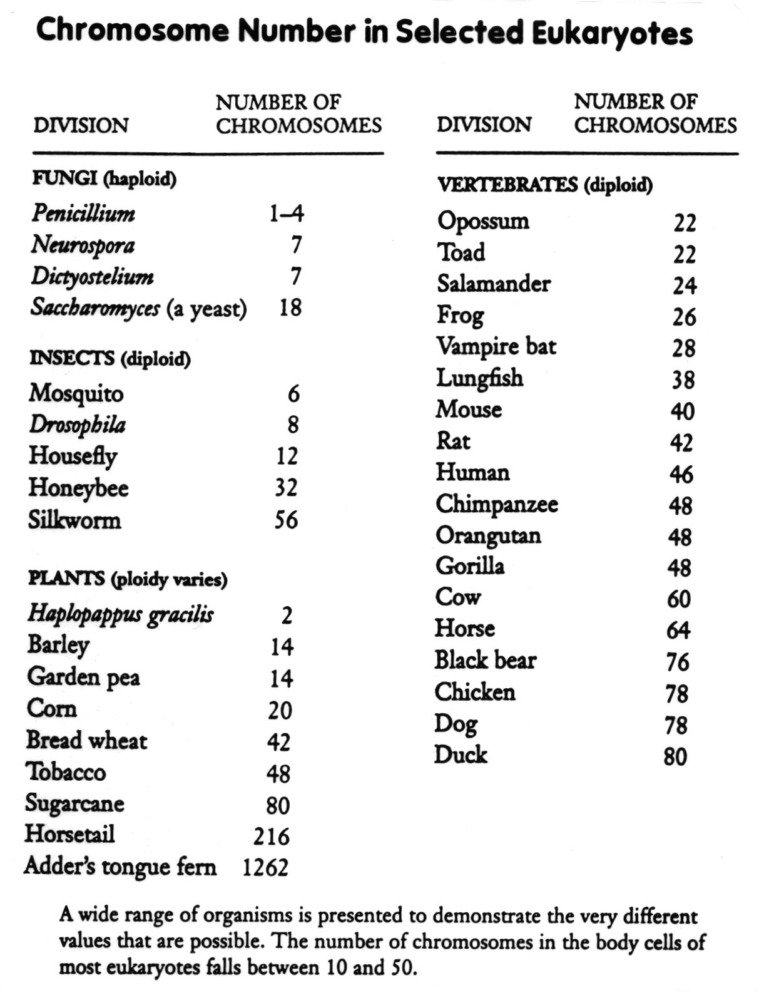 Chromosome Number in Selected Eukaryotes
DIVISION NUMBER OF CHROMOSOMES
FUNGI (haploid)
Penicillium 1–4
Neurospora 7
Dictyostelium 7
Saccharomyces (a yeast) 18
INSECTS (diploid)
Mosquito 6
Drosophila 8
Housefly 12
Honeybee 32
Silkworm 56
PLANTS (ploidy varies)
Haplopappus gracilis 2
Barley 14
Garden pea 14
Corn 20
Bread wheat 42
Tobacco 48
Sugarcane 80
Horsetail 216
Adder's tongue fern 1262
DIVISION NUMBER OF CHROMOSOMES
VERTEBRATES (diploid)
Opossum 22
Toad 22
Salamander 24
Frog 26
Vampire bat 28
Lungfish 38
Mouse 40
Rat 42
Human 46
Chimpanzee 48
Orangutan 48
Gorilla 48
Cow 60
Horse 64
Black bear 76
Chicken 78
Dog 78
Duck 80
A wide range of organisms is presented to demonstrate the very different
values that are possible. The number of chromosomes in the body cells of
most eukaryotes falls between 10 and 50.